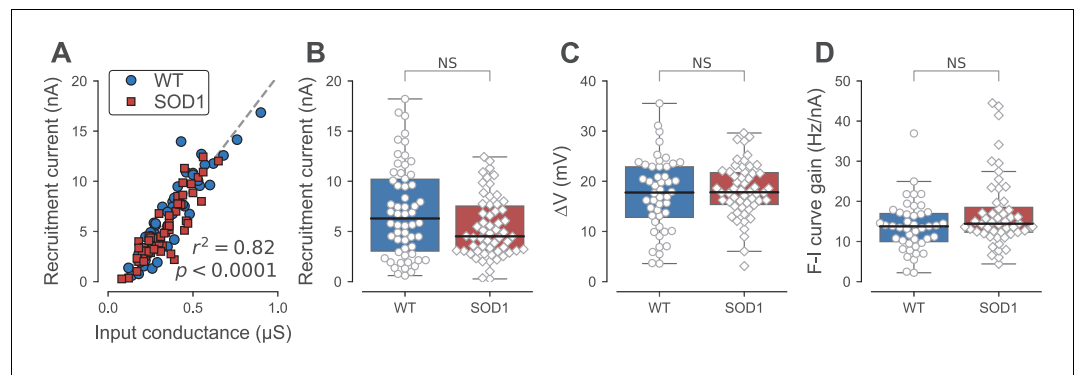 A
Recruitment current (nA)
20
15
10
5
0
WT
SOD1
r² = 0.82
p < 0.0001
0.0
0.5
1.0
Input conductance (µS)
B
Recruitment current (nA)
20
15
10
5
0
NS
WT
SOD1
C
ΔV (mV)
40
30
20
10
0
NS
WT
SOD1
D
F-I curve gain (Hz/nA)
50
40
30
20
10
0
NS
WT
SOD1